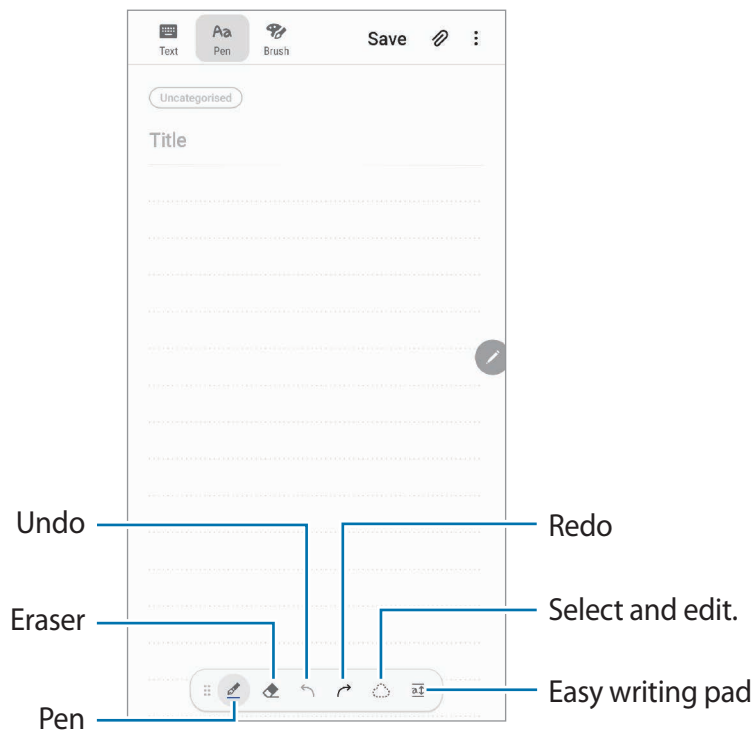 Text Pen Brush Save
Uncategorised
Title
Undo
Redo
Eraser
Select and edit.
Easy writing pad
Pen